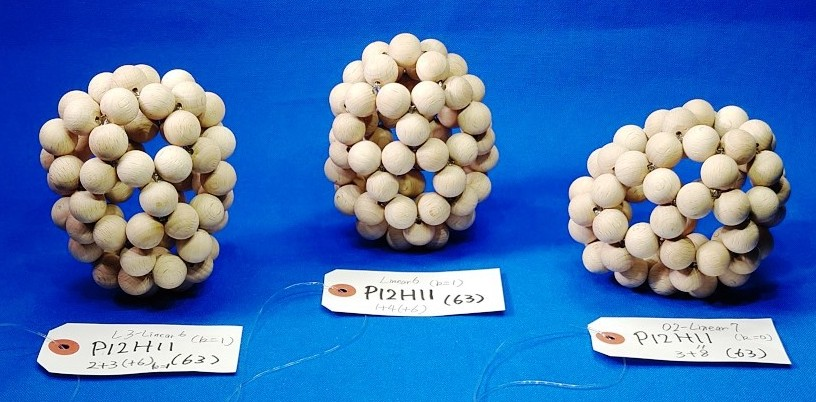 L3-Linear6
(k=1)
P12H11
2+3(+6)k=1 (63)
Linear6 (k=1)
P12H11 (63)
1+4(+6)
O2-Linear7
P12H11 (k=0)
"
3+8 (63)